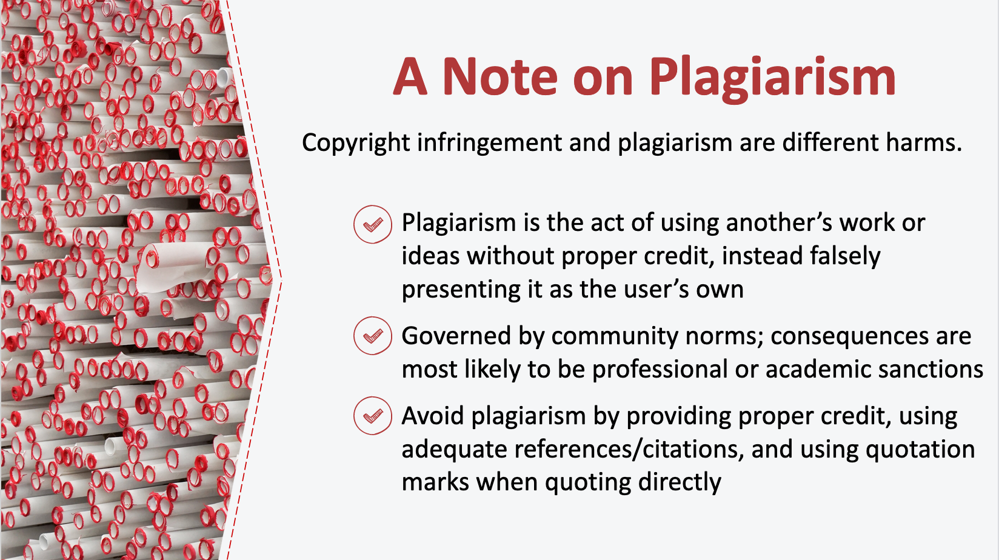 A Note on Plagiarism
Copyright infringement and plagiarism are different harms.
Plagiarism is the act of using another’s work or
ideas without proper credit, instead falsely
presenting it as the user’s own
Governed by community norms; consequences are
most likely to be professional or academic sanctions
Avoid plagiarism by providing proper credit, using
adequate references/citations, and using quotation
marks when quoting directly